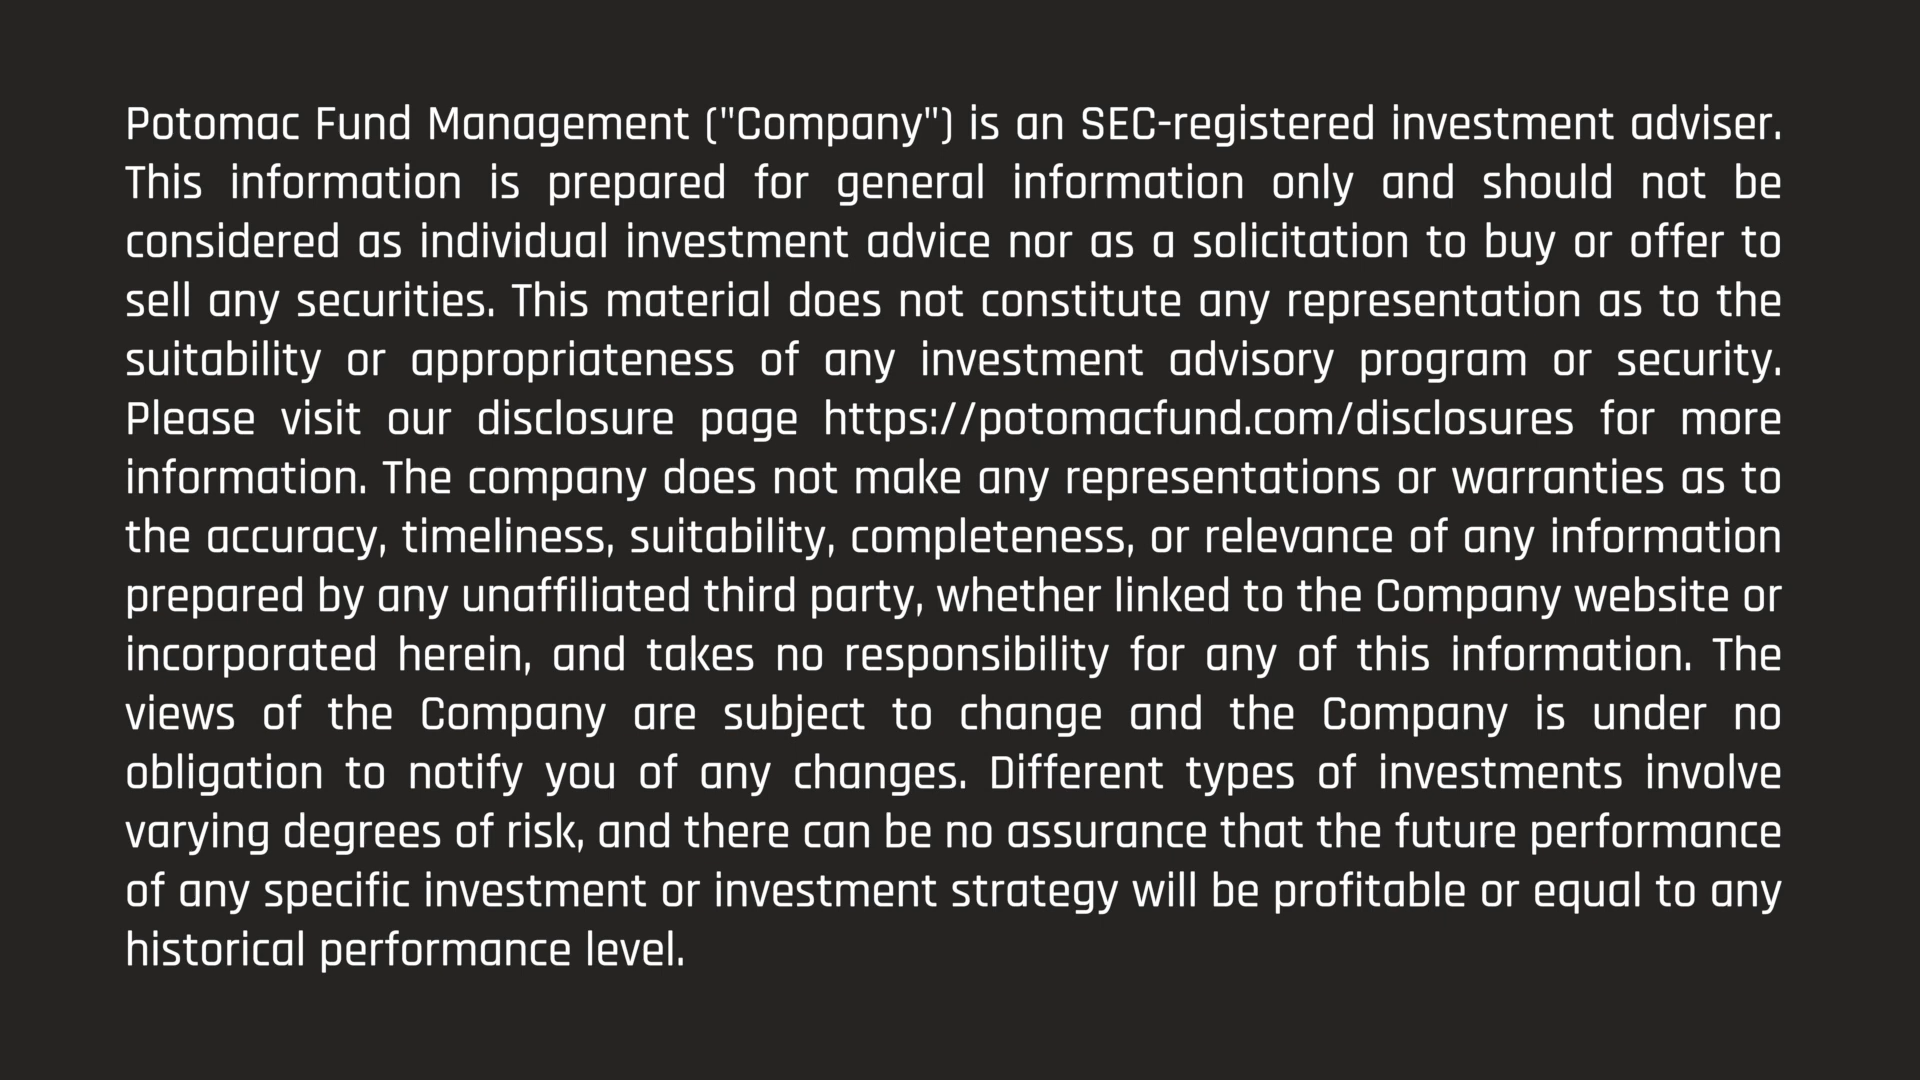 Potomac Fund Management ("Company") is an SEC-registered investment adviser.
This information is prepared for general information only and should not be
considered as individual investment advice nor as a solicitation to buy or offer to
sell any securities. This material does not constitute any representation as to the
suitability or appropriateness of any investment advisory program or security.
Please visit our disclosure page https://potomacfund.com/disclosures for more
information. The company does not make any representations or warranties as to
the accuracy, timeliness, suitability, completeness, or relevance of any information
prepared by any unaffiliated third party, whether linked to the Company website or
incorporated herein, and takes no responsibility for any of this information. The
views of the Company are subject to change and the Company is under no
obligation to notify you of any changes. Different types of investments involve
varying degrees of risk, and there can be no assurance that the future performance
of any specific investment or investment strategy will be profitable or equal to any
historical performance level.